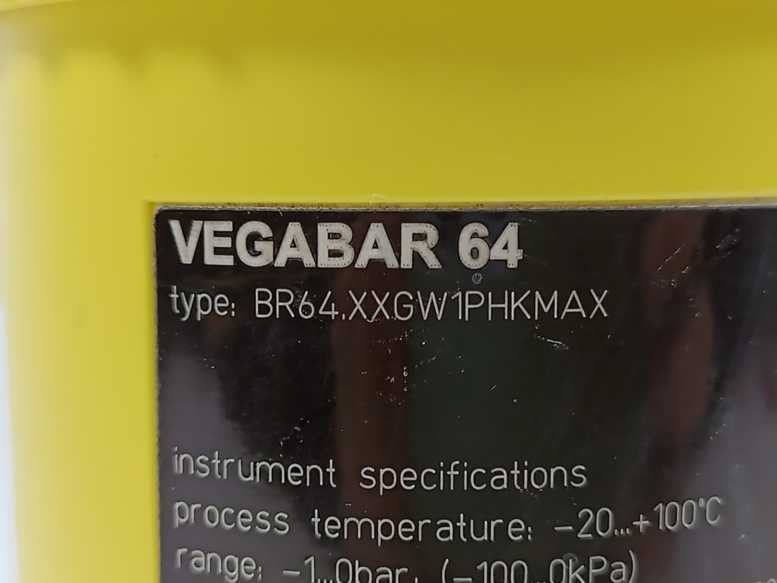 VEGABAR 64
type: BR64.XXGW1PHKMAX
instrument specifications
process temperature: -20...+100°C
range: -1...0bar, (-100...0kPa)